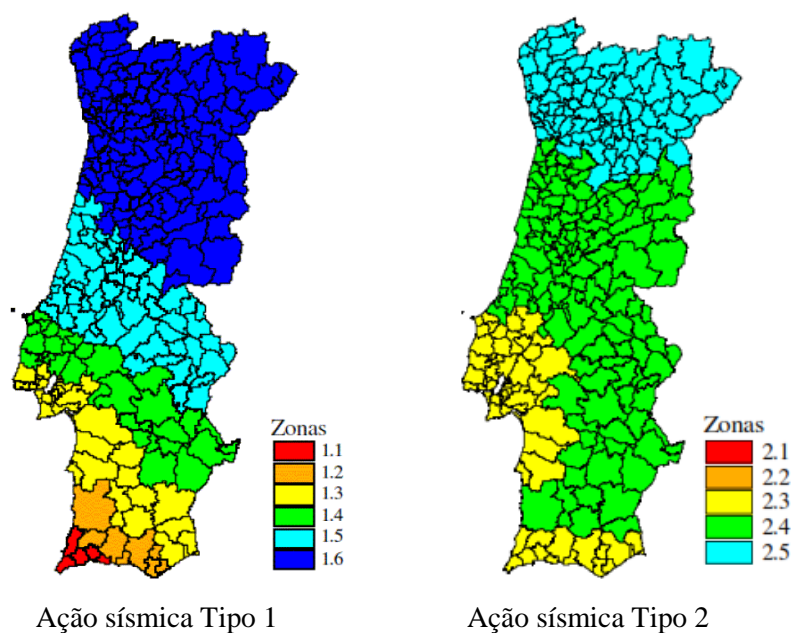 Zonas
1.1
1.2
1.3
1.4
1.5
1.6
Ação sísmica Tipo 1
Zonas
2.1
2.2
2.3
2.4
2.5
Ação sísmica Tipo 2